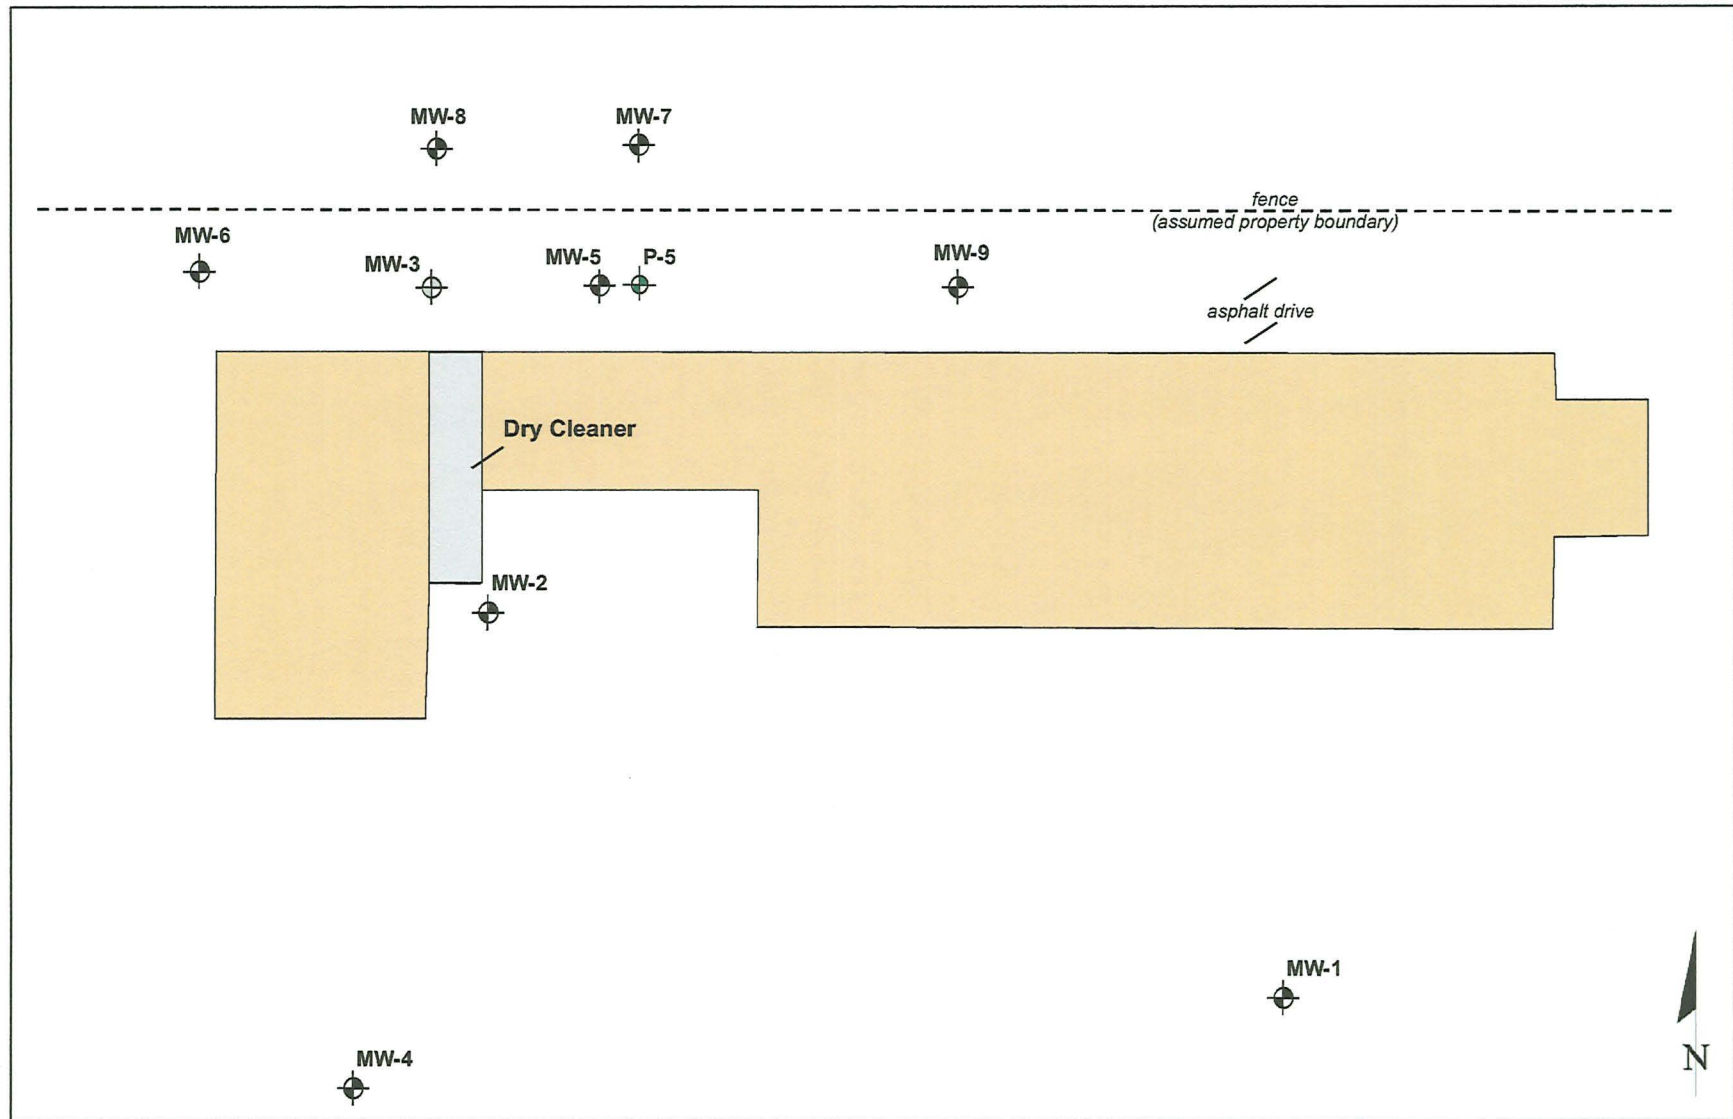 MW-8
MW-7
fence
(assumed property boundary)
MW-6
MW-3
MW-5
P-5
MW-9
asphalt drive
Dry Cleaner
MW-2
MW-1
MW-4
N